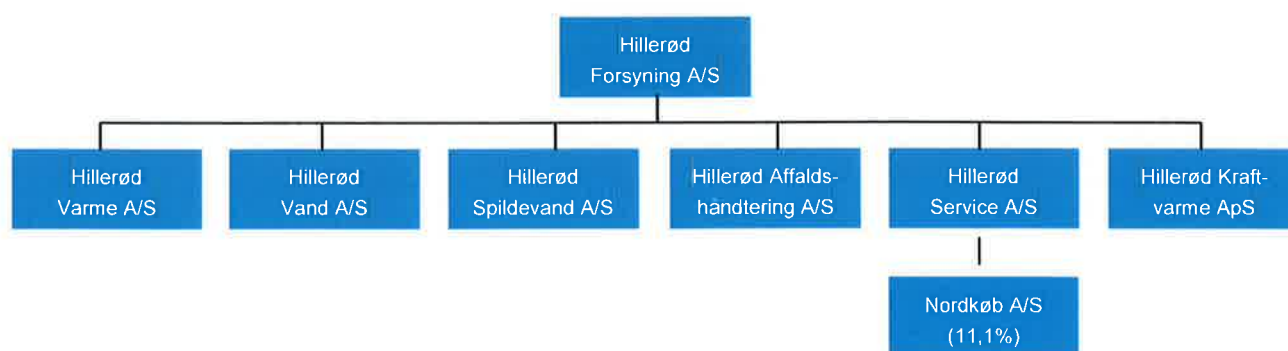 Hillerød
Forsyning A/S
Hillerød
Varme A/S
Hillerød
Vand A/S
Hillerød
Spildevand A/S
Hillerød Affalds-
håndtering A/S
Hillerød
Service A/S
Hillerød Kraft-
varme ApS
Nordkøb A/S
(11,1%)